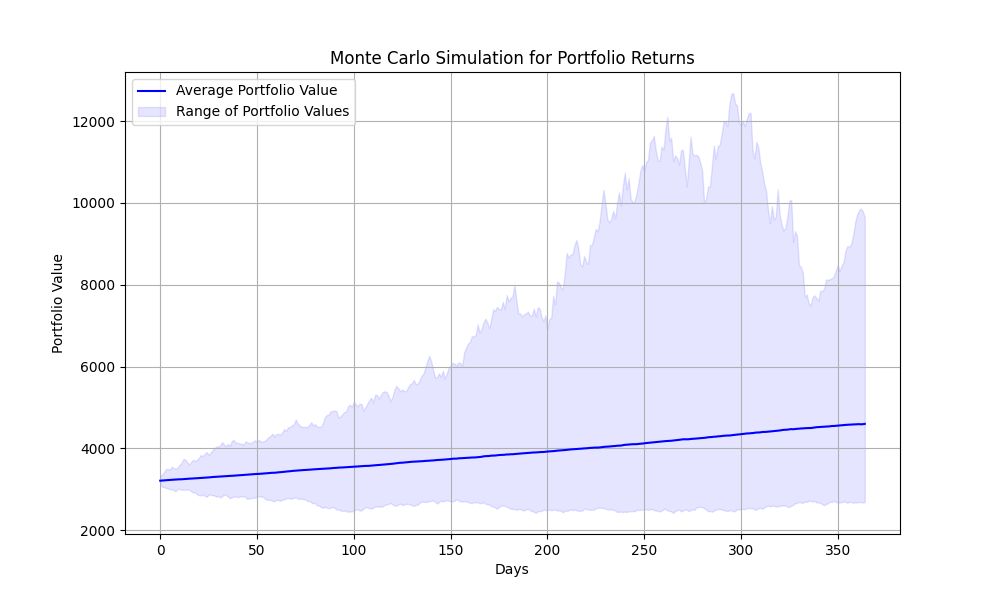 Monte Carlo Simulation for Portfolio Returns
Average Portfolio Value
Range of Portfolio Values
12000
10000
8000
6000
4000
2000
Portfolio Value
0 50 100 150 200 250 300 350
Days